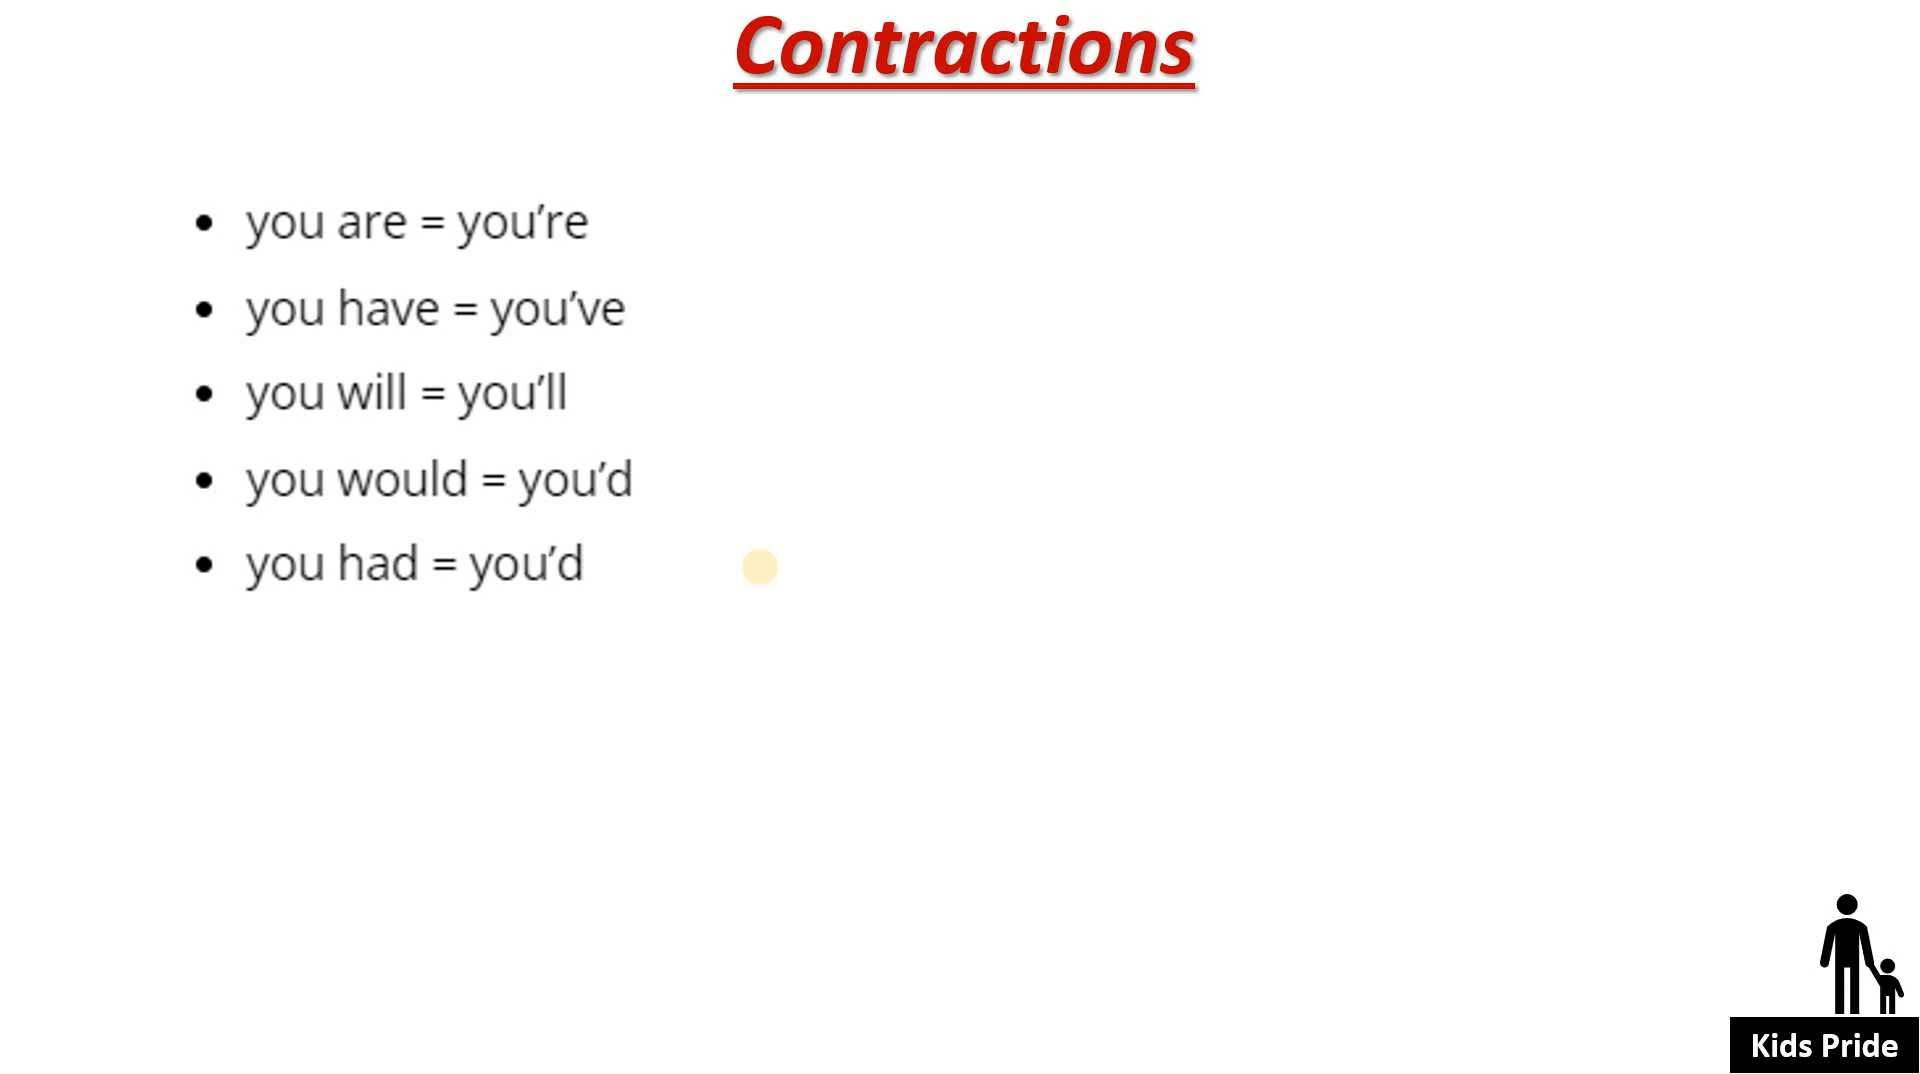 Contractions
• you are = you’re
• you have = you’ve
• you will = you’ll
• you would = you’d
• you had = you’d
Kids Pride